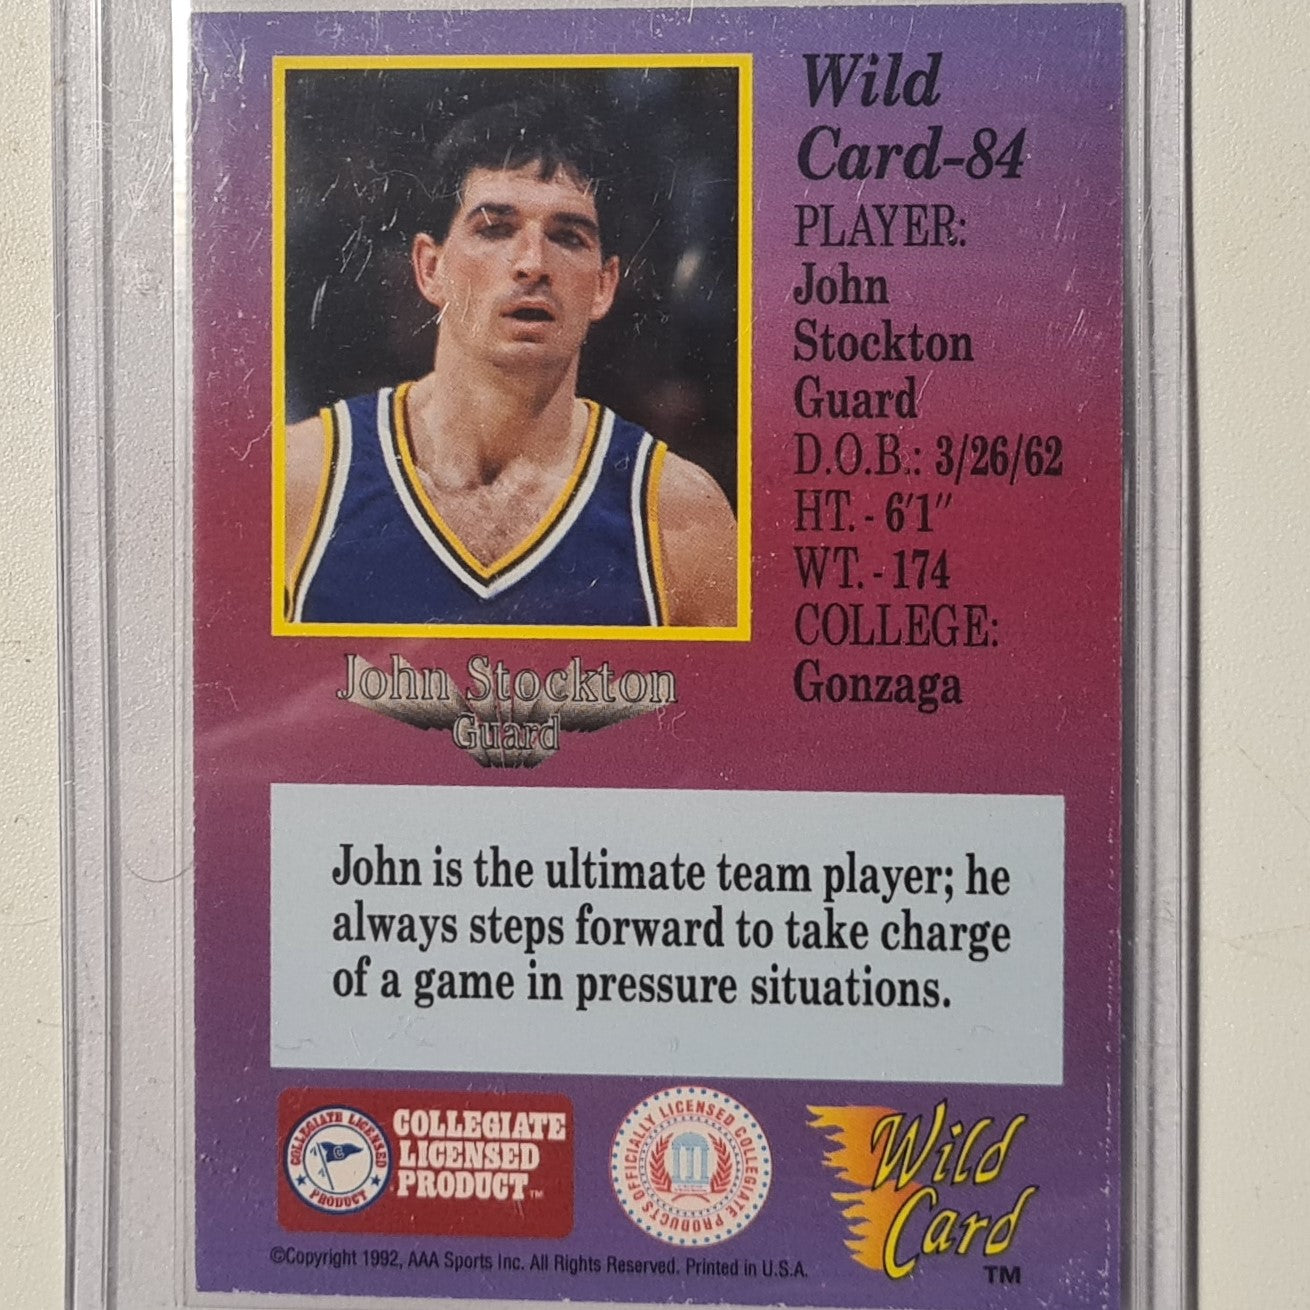 Wild
Card-84
PLAYER:
John
Stockton
Guard
D.O.B.: 3/26/62
HT. - 6'1"
WT. - 174
COLLEGE:
Gonzaga
John Stockton
Guard
John is the ultimate team player; he
always steps forward to take charge
of a game in pressure situations.
COLLEGIATE LICENSED
PRODUCT
C
COLLEGIATE
LICENSED
PRODUCT™
OFFICIALLY LICENSED COLLEGIATE PRODUCTS
Wild
Card
TM
©Copyright 1992, AAA Sports Inc. All Rights Reserved. Printed in U.S.A.